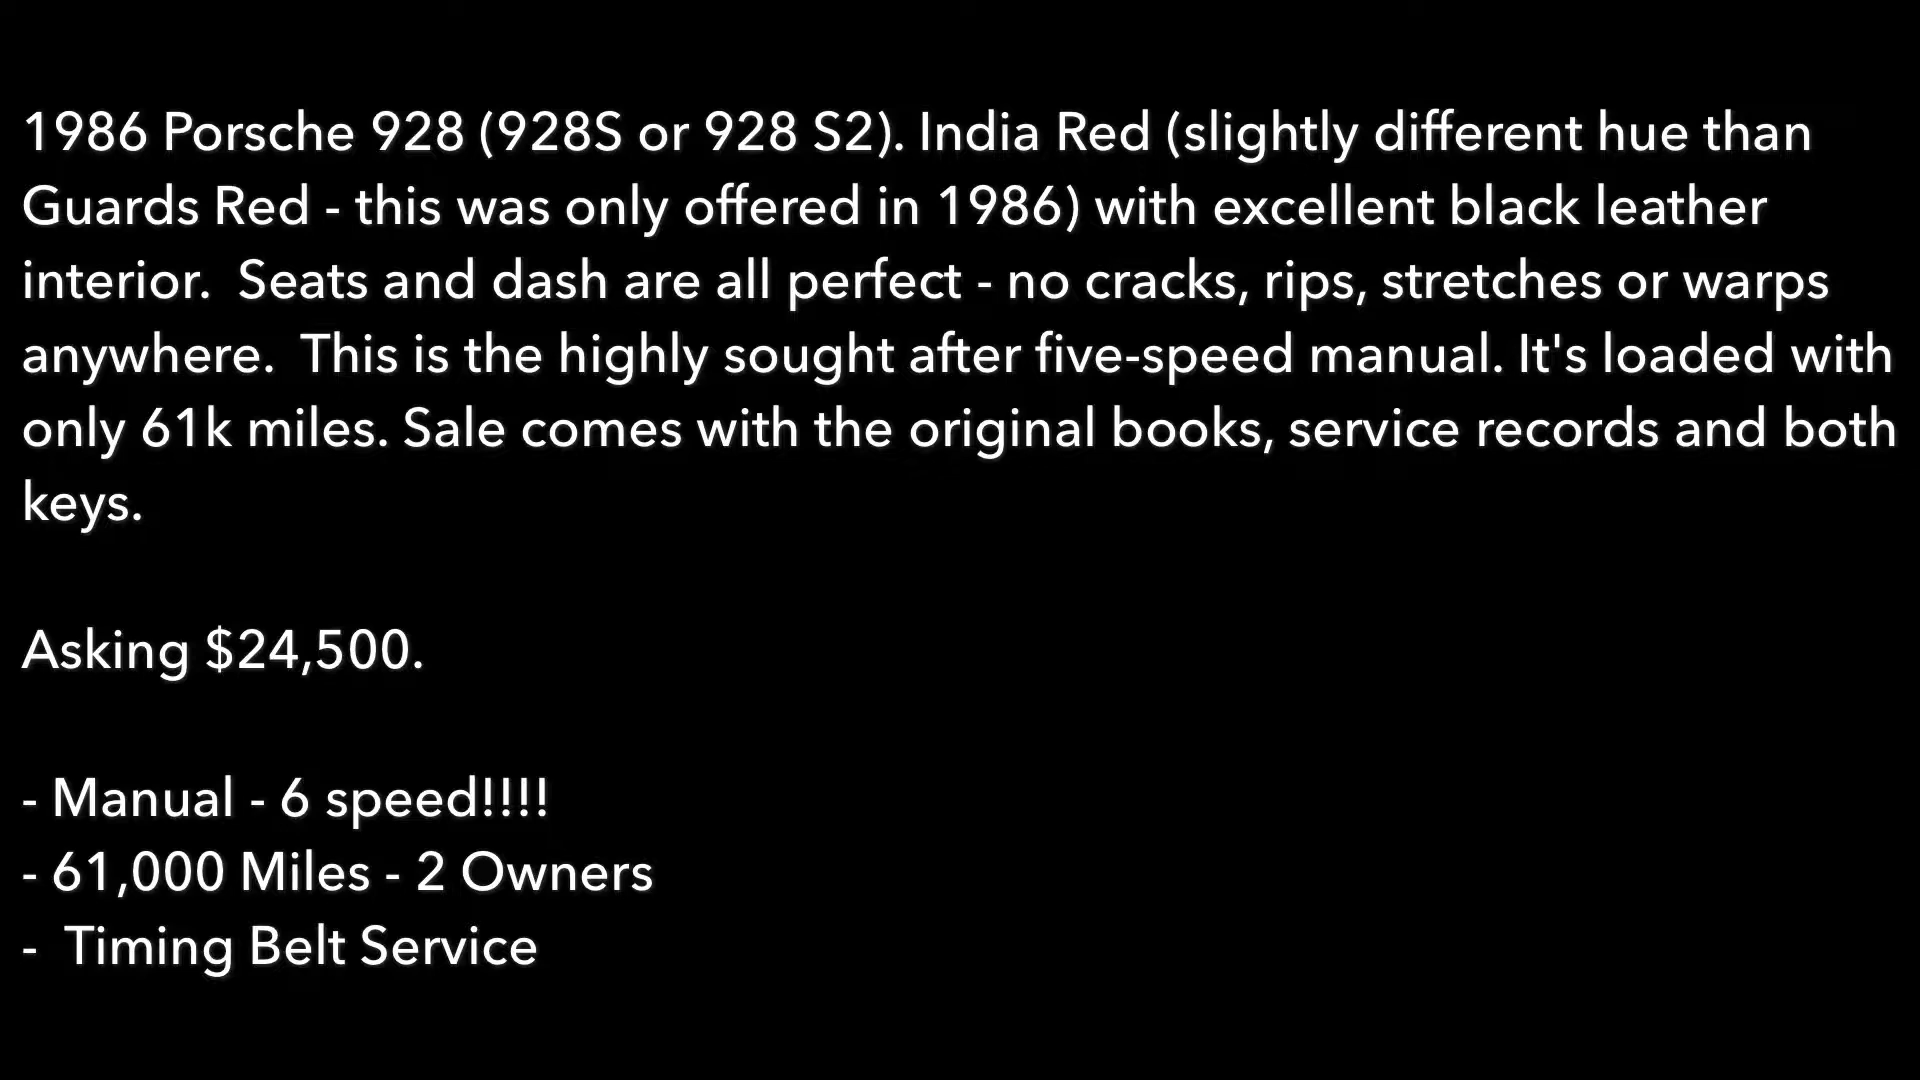 1986 Porsche 928 (928S or 928 S2). India Red (slightly different hue than
Guards Red - this was only offered in 1986) with excellent black leather
interior.  Seats and dash are all perfect - no cracks, rips, stretches or warps
anywhere.  This is the highly sought after five-speed manual. It's loaded with
only 61k miles. Sale comes with the original books, service records and both
keys.
Asking $24,500.
- Manual - 6 speed!!!!
- 61,000 Miles - 2 Owners
-  Timing Belt Service